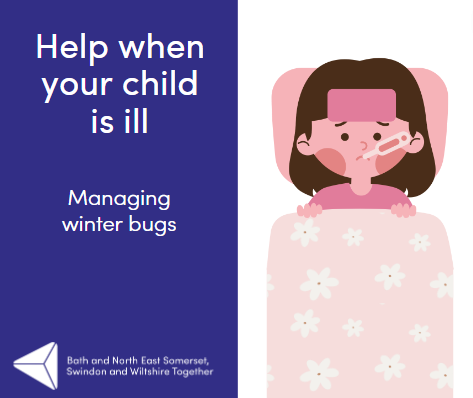 Help when
your child
is ill
Managing
winter bugs
Bath and North East Somerset,
Swindon and Wiltshire Together